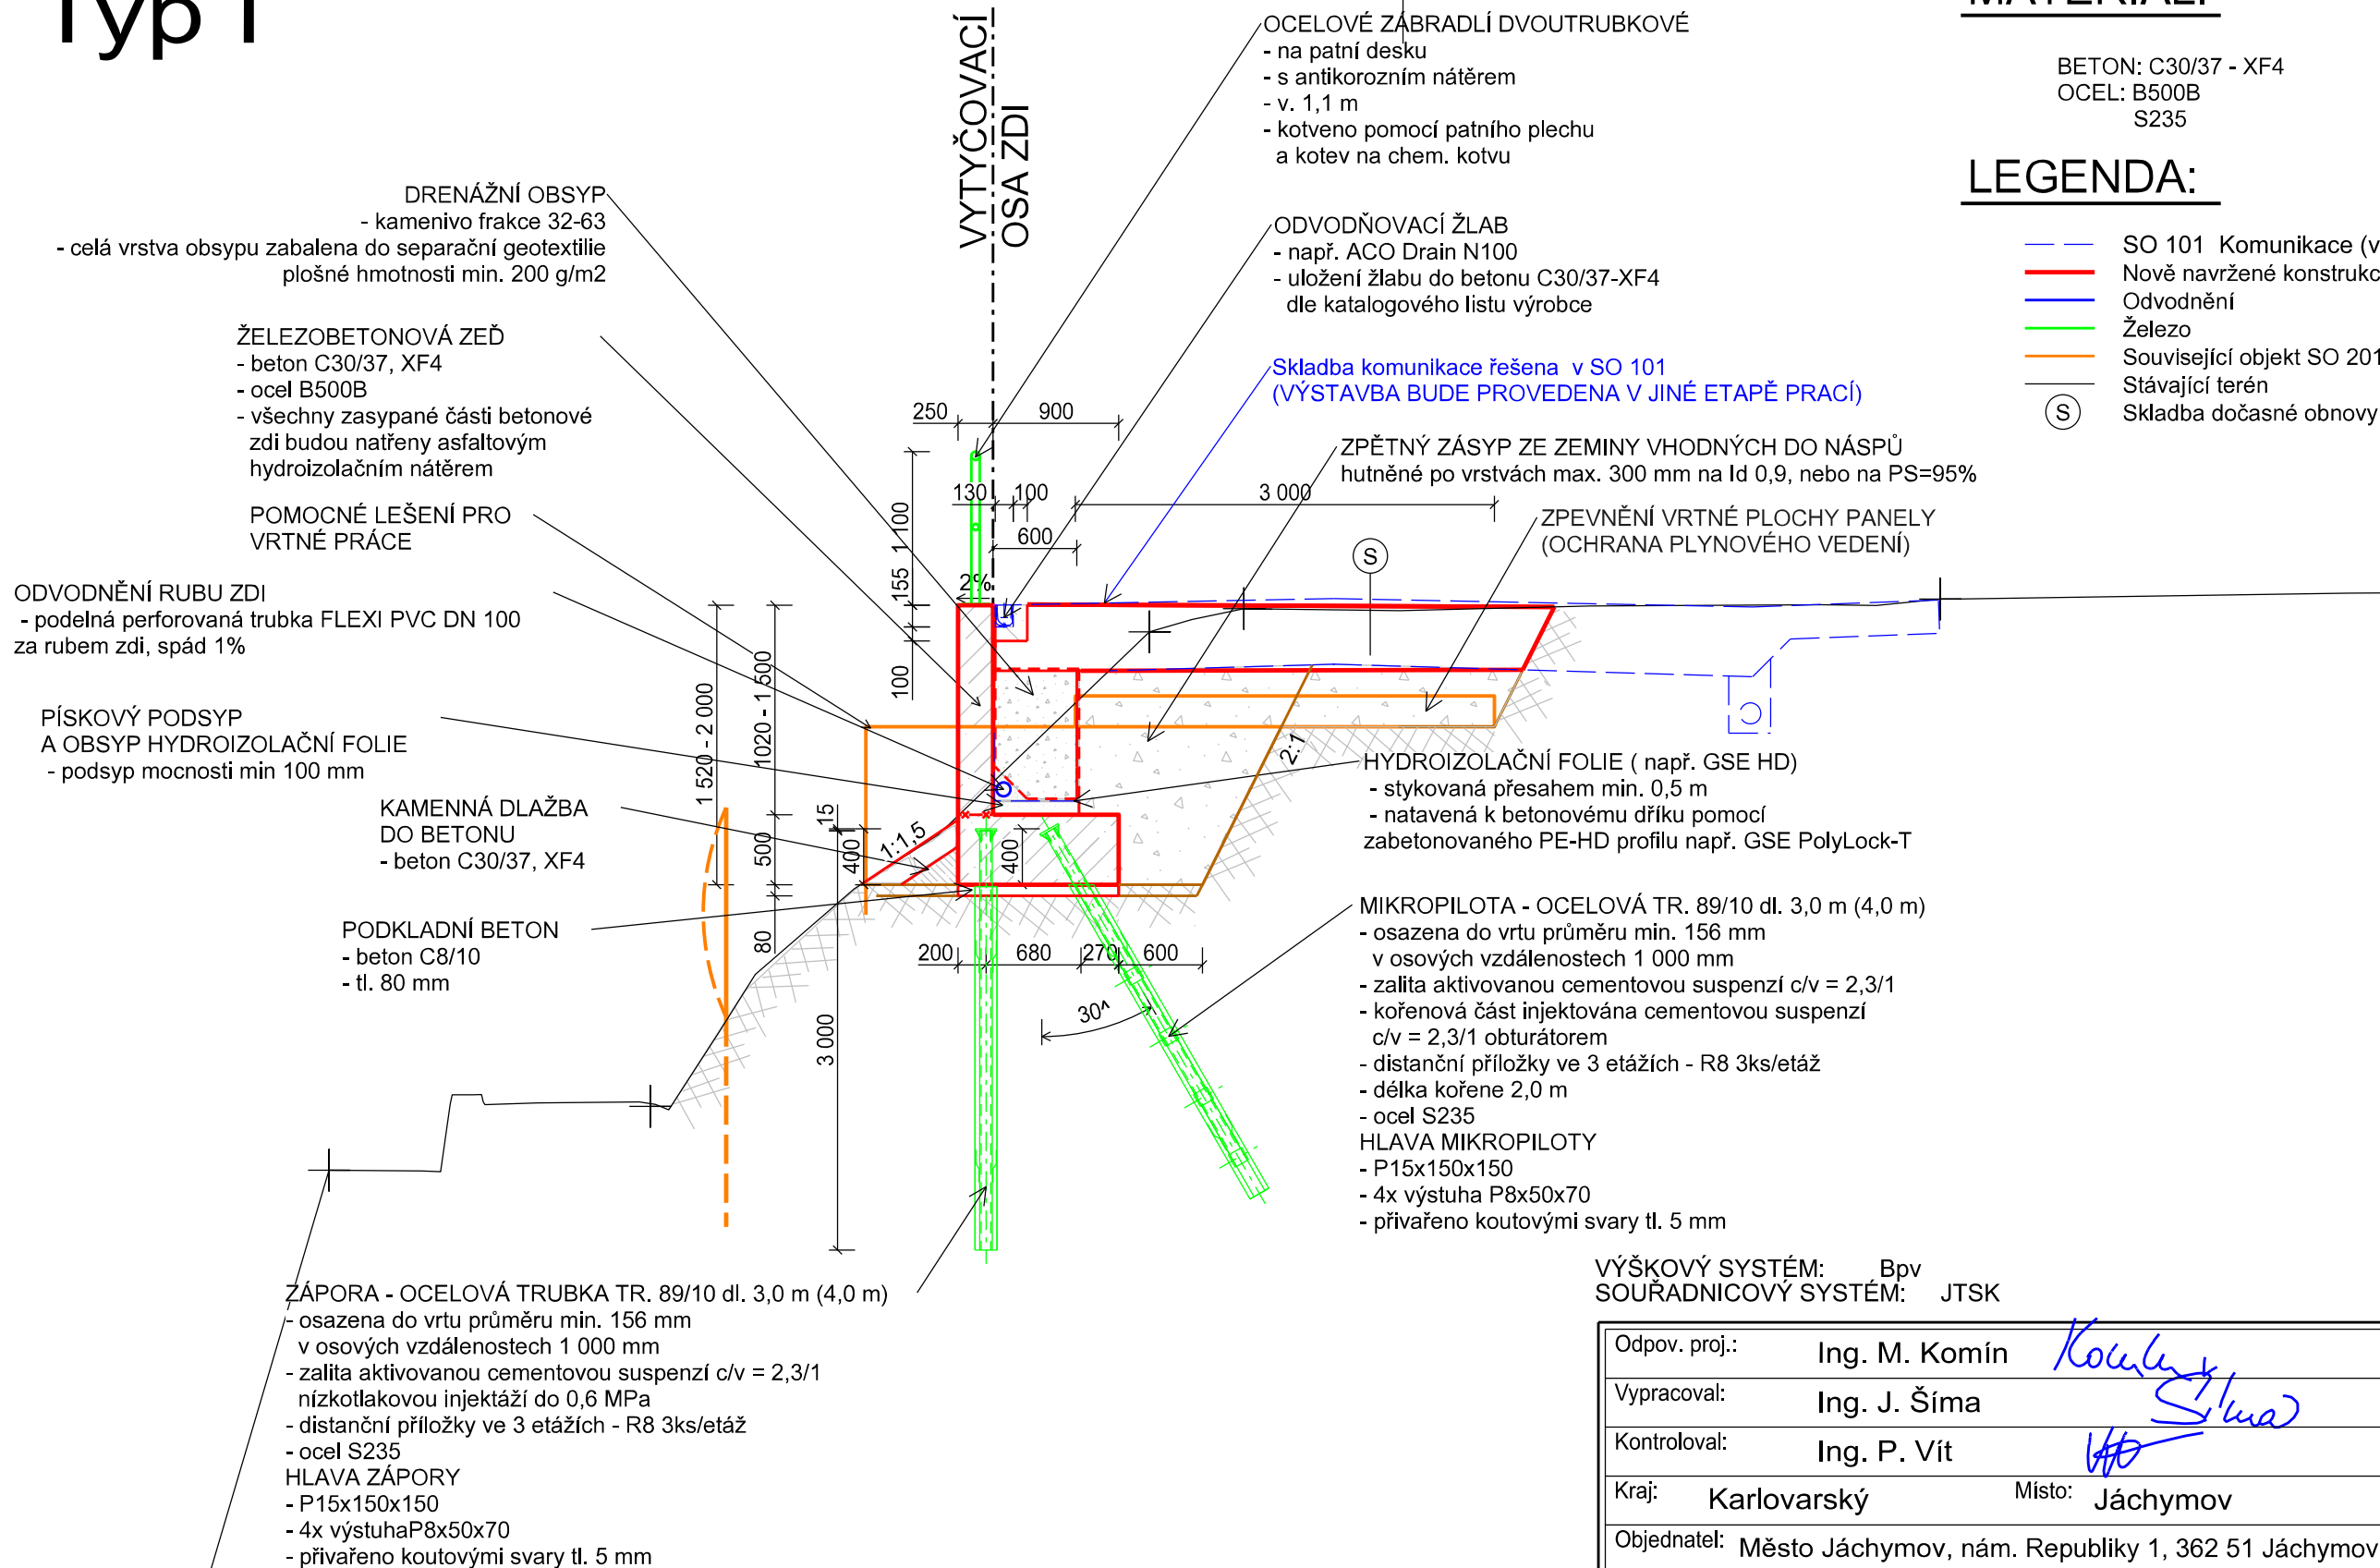 Typ 1
VYTYČOVACÍ
OSA ZDI
OCELOVÉ ZÁBRADLÍ DVOUTRUBKOVÉ
- na patní desku
- s antikorozním nátěrem
- v. 1,1 m
- kotveno pomocí patního plechu
a kotev na chem. kotvu
MATERIÁL:
BETON: C30/37 - XF4
OCEL: B500B
S235
LEGENDA:
SO 101 Komunikace (v
Nově navržené konstrukc
Odvodnění
Železo
Související objekt SO 201
Stávající terén
S Skladba dočasné obnovy
DRENÁŽNÍ OBSYP
- kamenivo frakce 32-63
- celá vrstva obsypu zabalena do separační geotextilie
plošné hmotnosti min. 200 g/m2
ODVODŇOVACÍ ŽLAB
- např. ACO Drain N100
- uložení žlabu do betonu C30/37-XF4
dle katalogového listu výrobce
ŽELEZOBETONOVÁ ZEĎ
- beton C30/37, XF4
- ocel B500B
- všechny zasypané části betonové
zdi budou natřeny asfaltovým
hydroizolačním nátěrem
Skladba komunikace řešena v SO 101
(VÝSTAVBA BUDE PROVEDENA V JINÉ ETAPĚ PRACÍ)
250
900
ZPĚTNÝ ZÁSYP ZE ZEMINY VHODNÝCH DO NÁSPŮ
hutněné po vrstvách max. 300 mm na Id 0,9, nebo na PS=95%
130
100
3 000
600
1 100
155
100
2%
S
POMOCNÉ LEŠENÍ PRO
VRTNÉ PRÁCE
ZPEVNĚNÍ VRTNÉ PLOCHY PANELY
(OCHRANA PLYNOVÉHO VEDENÍ)
ODVODNĚNÍ RUBU ZDI
- podelná perforovaná trubka FLEXI PVC DN 100
za rubem zdi, spád 1%
1 520 - 2 000
1020 - 1 500
500
80
15
400
400
1:1,5
2:1
PÍSKOVÝ PODSYP
A OBSYP HYDROIZOLAČNÍ FOLIE
- podsyp mocnosti min 100 mm
HYDROIZOLAČNÍ FOLIE ( např. GSE HD)
- stykovaná přesahem min. 0,5 m
- natavená k betonovému dříku pomocí
zabetonovaného PE-HD profilu např. GSE PolyLock-T
KAMENNÁ DLAŽBA
DO BETONU
- beton C30/37, XF4
PODKLADNÍ BETON
- beton C8/10
- tl. 80 mm
200
680
270
600
30^
3 000
MIKROPILOTA - OCELOVÁ TR. 89/10 dl. 3,0 m (4,0 m)
- osazena do vrtu průměru min. 156 mm
v osových vzdálenostech 1 000 mm
- zalita aktivovanou cementovou suspenzí c/v = 2,3/1
- kořenová část injektována cementovou suspenzí
c/v = 2,3/1 obturátorem
- distanční příložky ve 3 etážích - R8 3ks/etáž
- délka kořene 2,0 m
- ocel S235
HLAVA MIKROPILOTY
- P15x150x150
- 4x výstuha P8x50x70
- přivařeno koutovými svary tl. 5 mm
ZÁPORA - OCELOVÁ TRUBKA TR. 89/10 dl. 3,0 m (4,0 m)
- osazena do vrtu průměru min. 156 mm
v osových vzdálenostech 1 000 mm
- zalita aktivovanou cementovou suspenzí c/v = 2,3/1
nízkotlakovou injektáží do 0,6 MPa
- distanční příložky ve 3 etážích - R8 3ks/etáž
- ocel S235
HLAVA ZÁPORY
- P15x150x150
- 4x výstuhaP8x50x70
- přivařeno koutovými svary tl. 5 mm
VÝŠKOVÝ SYSTÉM: Bpv
SOUŘADNICOVÝ SYSTÉM: JTSK
Odpov. proj.: Ing. M. Komín
Vypracoval: Ing. J. Šíma
Kontroloval: Ing. P. Vít
Kraj: Karlovarský Místo: Jáchymov
Objednatel: Město Jáchymov, nám. Republiky 1, 362 51 Jáchymov